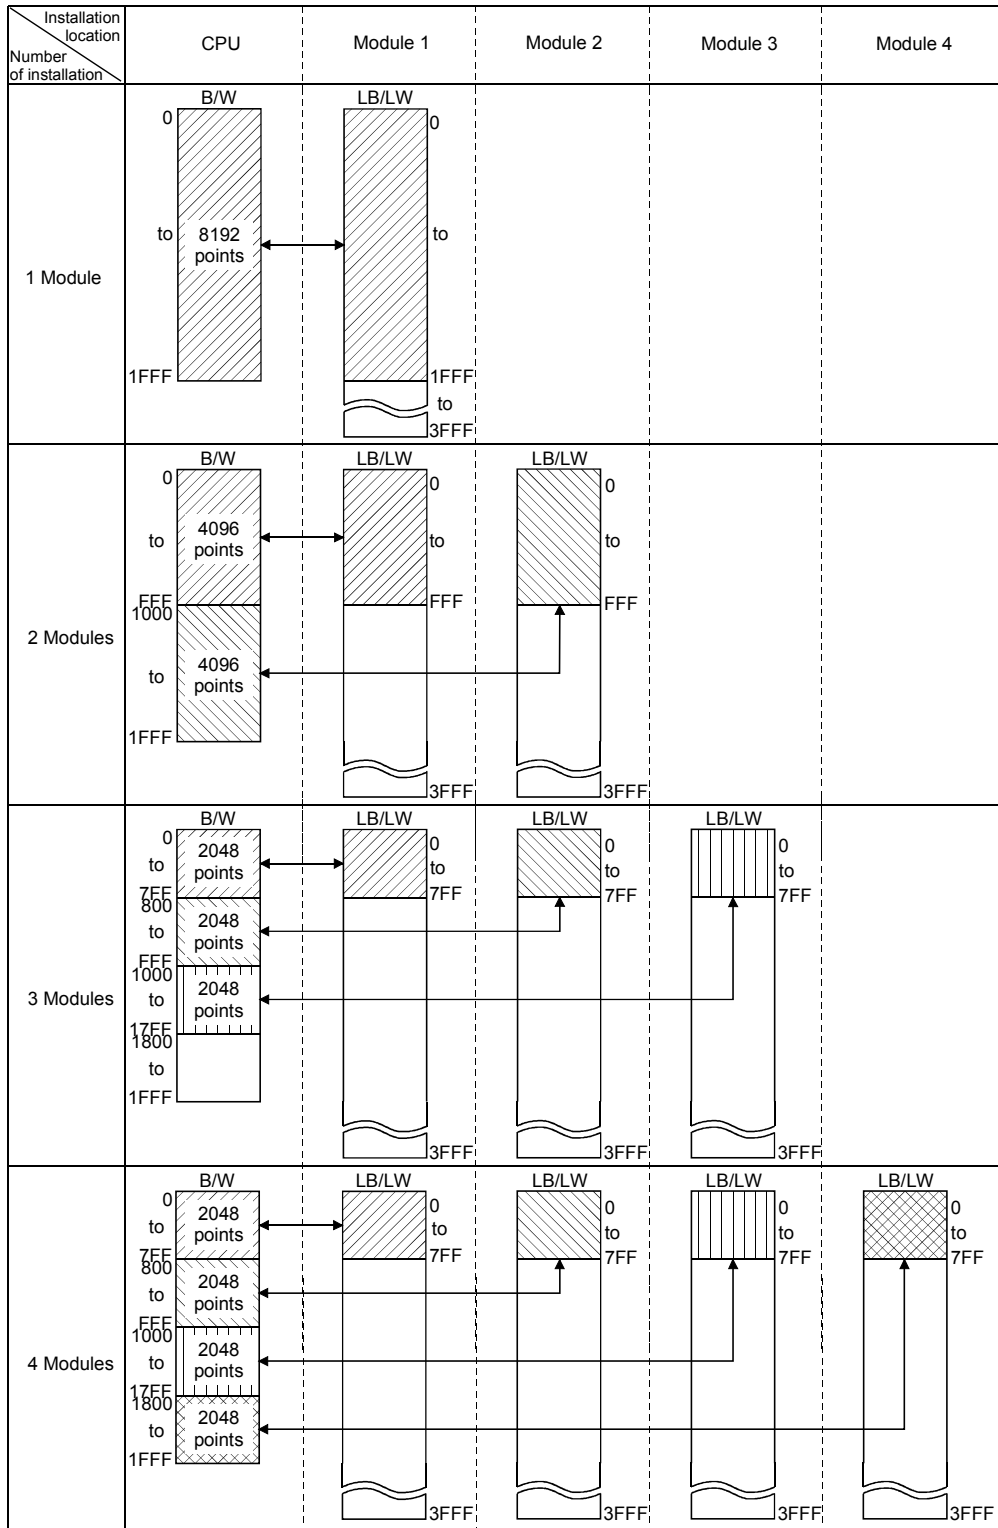 Installation
location
Number
of installation
CPU
Module 1
Module 2
Module 3
Module 4
1 Module
B/W
0
to
1FFF
8192
points
LB/LW
0
to
1FFF
to
3FFF
2 Modules
B/W
0
to
FFF
1000
to
1FFF
4096
points
4096
points
LB/LW
0
to
FFF
3FFF
LB/LW
0
to
FFF
3FFF
3 Modules
B/W
0
to
7FF
800
to
FFF
1000
to
17FF
1800
to
1FFF
2048
points
2048
points
2048
points
LB/LW
0
to
7FF
3FFF
LB/LW
0
to
7FF
3FFF
LB/LW
0
to
7FF
3FFF
4 Modules
B/W
0
to
7FF
800
to
FFF
1000
to
17FF
1800
to
1FFF
2048
points
2048
points
2048
points
2048
points
LB/LW
0
to
7FF
3FFF
LB/LW
0
to
7FF
3FFF
LB/LW
0
to
7FF
3FFF
LB/LW
0
to
7FF
3FFF